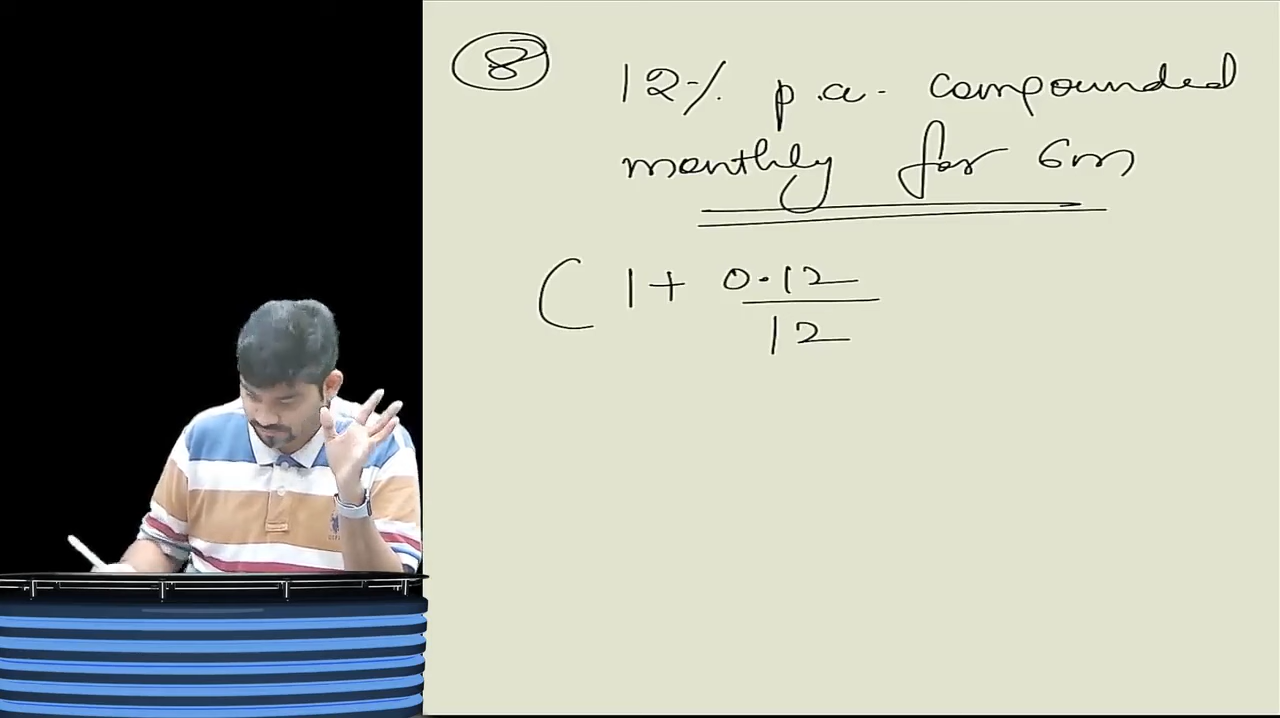 8
12% p.a. compounded
monthly for 6m
( 1 + 0.12
12